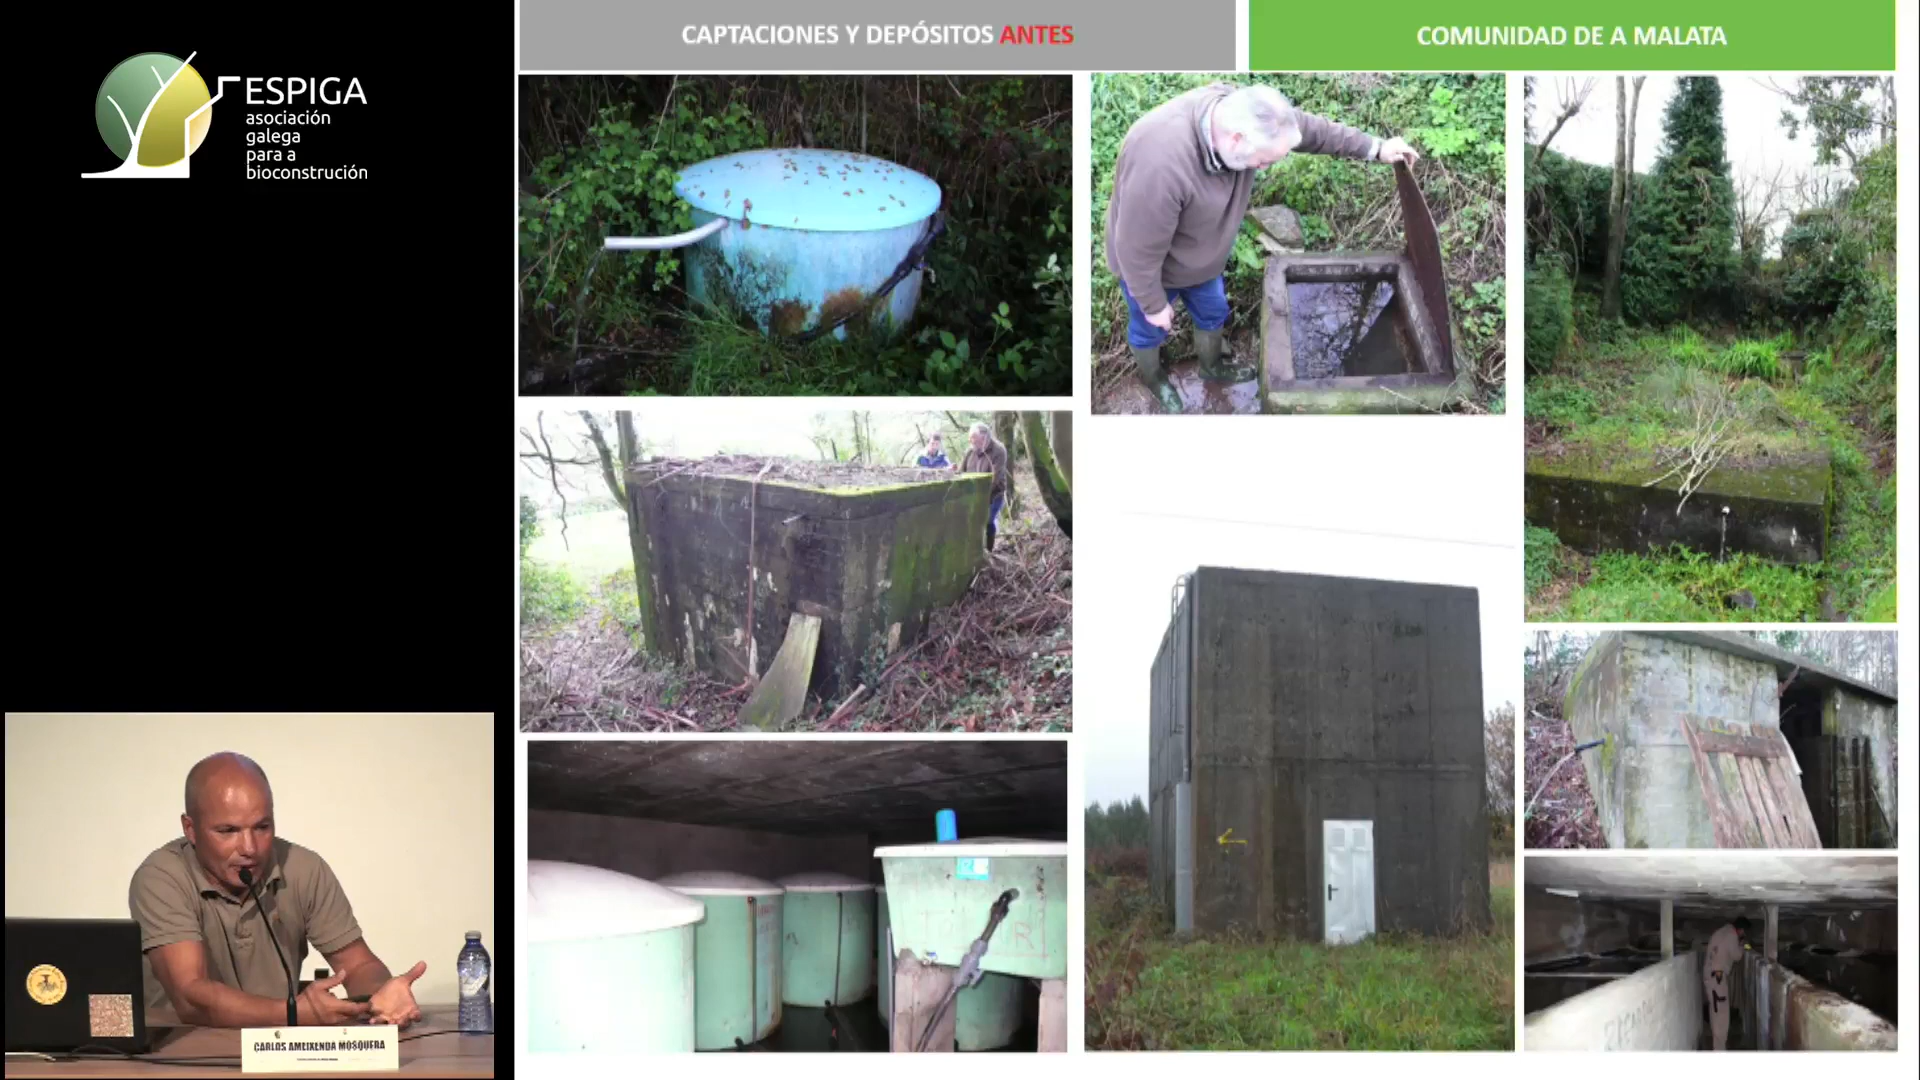 ESPIGA
asociación
galega
para a
bioconstrución
CAPTACIONES Y DEPÓSITOS ANTES
COMUNIDAD DE A MALATA
CARLOS AMEIXENDA MOSQUERA